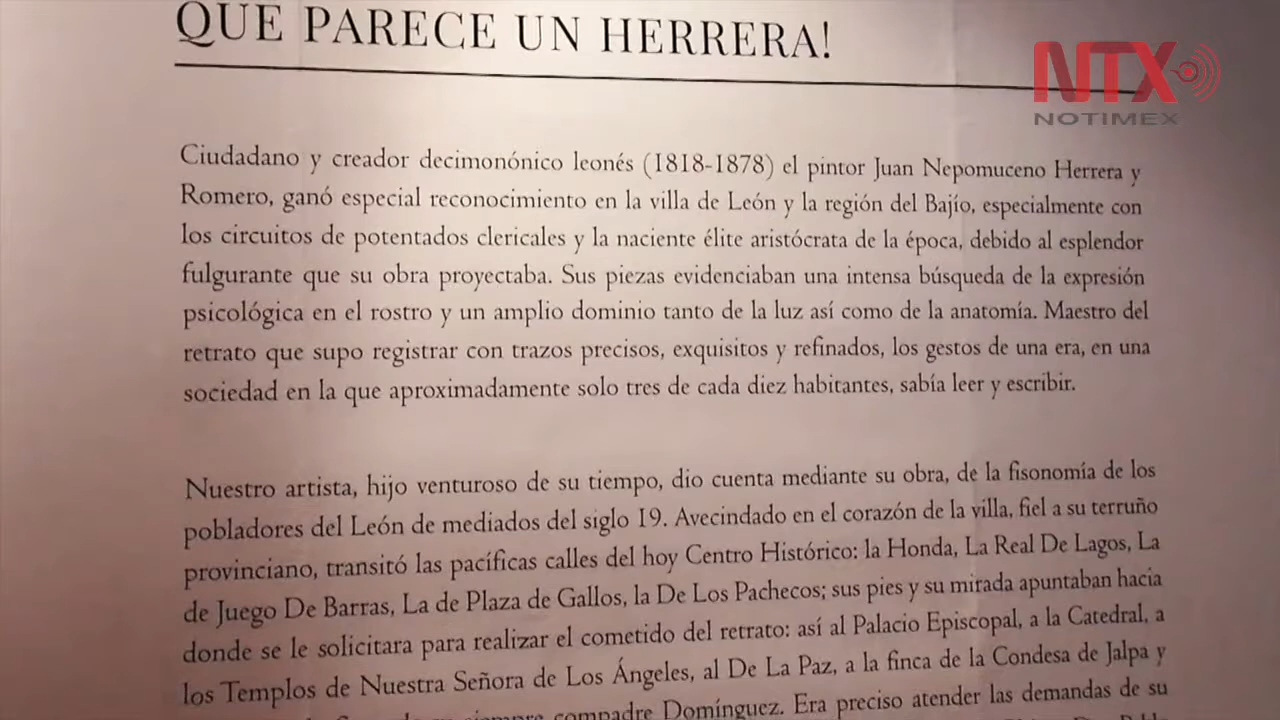 QUE PARECE UN HERRERA!
NTX
NOTIMEX
Ciudadano y creador decimonónico leonés (1818-1878) el pintor Juan Nepomuceno Herrera y
Romero, ganó especial reconocimiento en la villa de León y la región del Bajío, especialmente con
los circuitos de potentados clericales y la naciente élite aristócrata de la época, debido al esplendor
fulgurante que su obra proyectaba. Sus piezas evidenciaban una intensa búsqueda de la expresión
psicológica en el rostro y un amplio dominio tanto de la luz así como de la anatomía. Maestro del
retrato que supo registrar con trazos precisos, exquisitos y refinados, los gestos de una era, en una
sociedad en la que aproximadamente solo tres de cada diez habitantes, sabía leer y escribir.
Nuestro artista, hijo venturoso de su tiempo, dio cuenta mediante su obra, de la fisonomía de los
pobladores del León de mediados del siglo 19. Avecindado en el corazón de la villa, fiel a su terruño
provinciano, transitó las pacíficas calles del hoy Centro Histórico: la Honda, La Real De Lagos, La
de Juego De Barras, La de Plaza de Gallos, la De Los Pachecos; sus pies y su mirada apuntaban hacia
donde se le solicitara para realizar el cometido del retrato: así al Palacio Episcopal, a la Catedral, a
los Templos de Nuestra Señora de Los Ángeles, al De La Paz, a la finca de la Condesa de Jalpa y
siempre compadre Domínguez. Era preciso atender las demandas de su